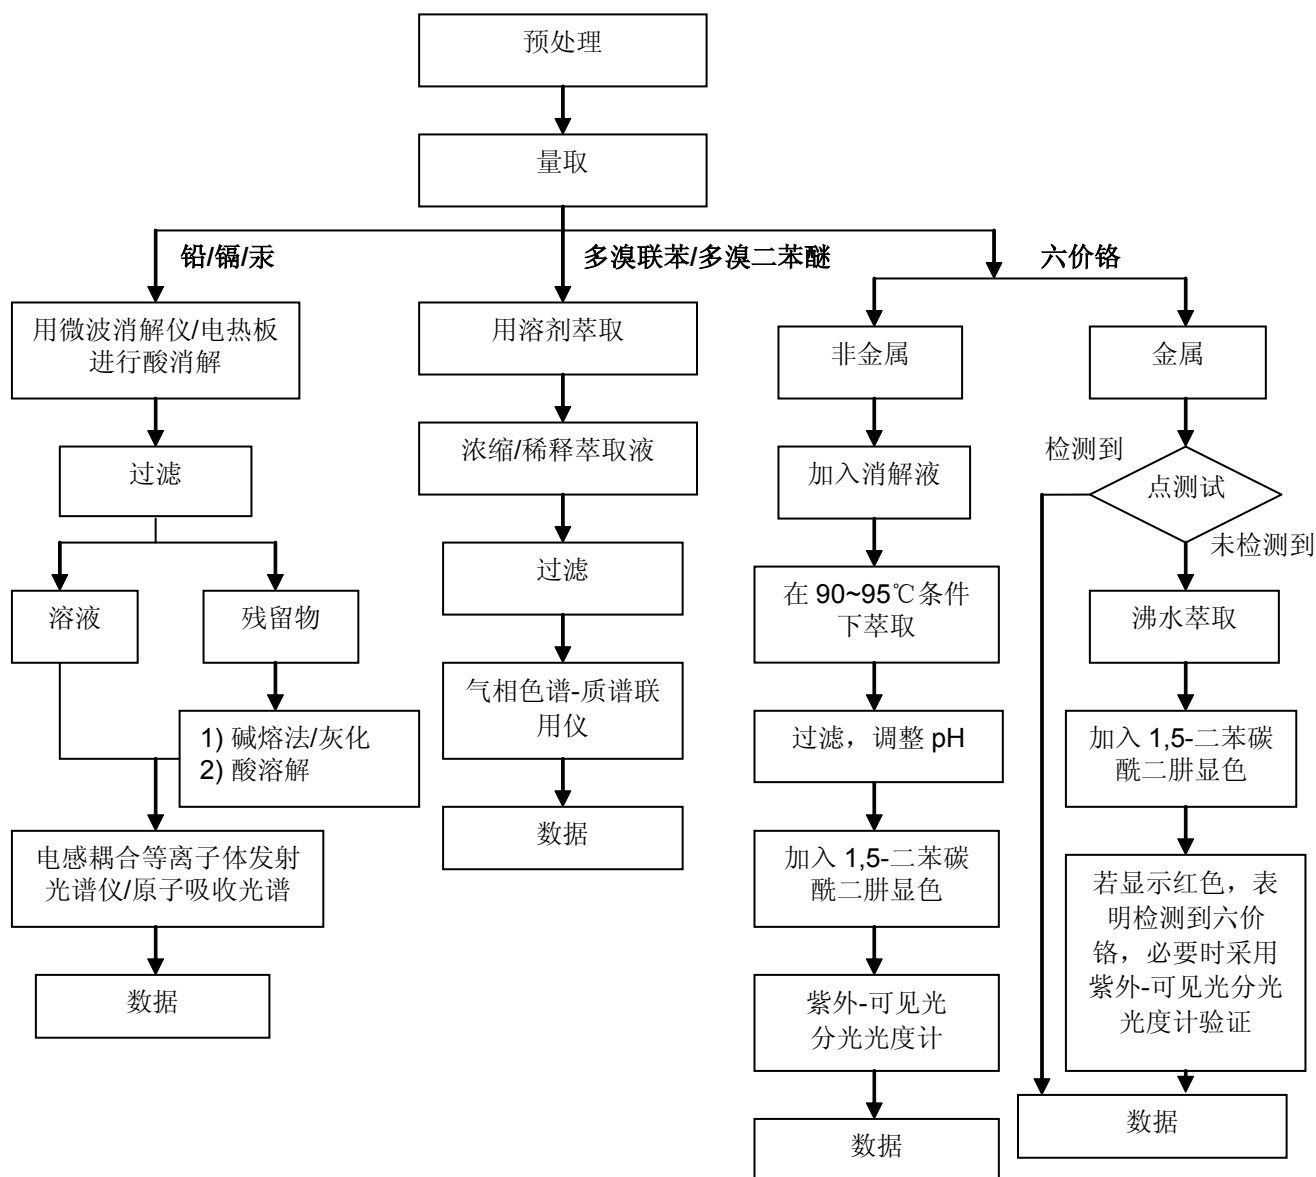 预处理
量取
铅/镉/汞
多溴联苯/多溴二苯醚
六价铬
用微波消解仪/电热板
进行酸消解
过滤
溶液
残留物
1) 碱熔法/灰化
2) 酸溶解
电感耦合等离子体发射
光谱仪/原子吸收光谱
数据
用溶剂萃取
浓缩/稀释萃取液
过滤
气相色谱-质谱联
用仪
数据
非金属
加入消解液
在 90~95℃条件
下萃取
过滤，调整 pH
加入 1,5-二苯碳
酰二肼显色
紫外-可见光
分光光度计
数据
金属
检测到
点测试
未检测到
沸水萃取
加入 1,5-二苯碳
酰二肼显色
若显示红色，表
明检测到六价
铬，必要时采用
紫外-可见光分光
光度计验证
数据